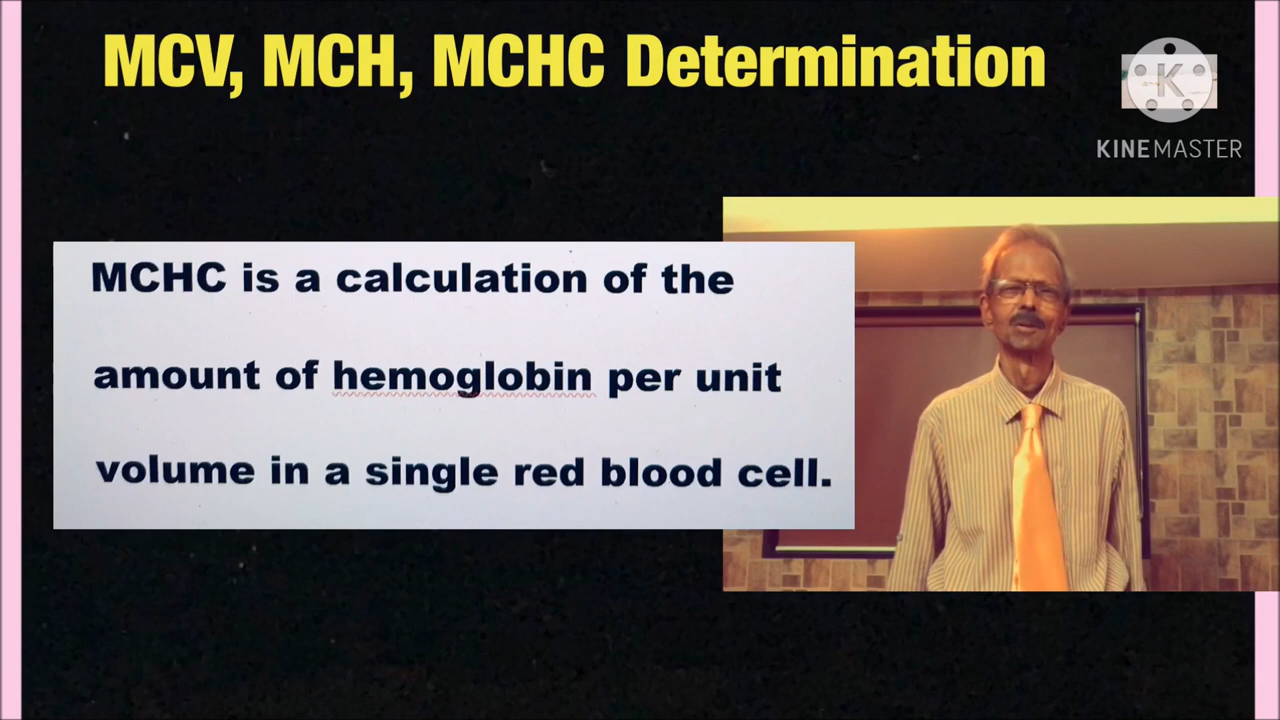 MCV, MCH, MCHC Determination
K
KINEMASTER
MCHC is a calculation of the
amount of hemoglobin per unit
volume in a single red blood cell.